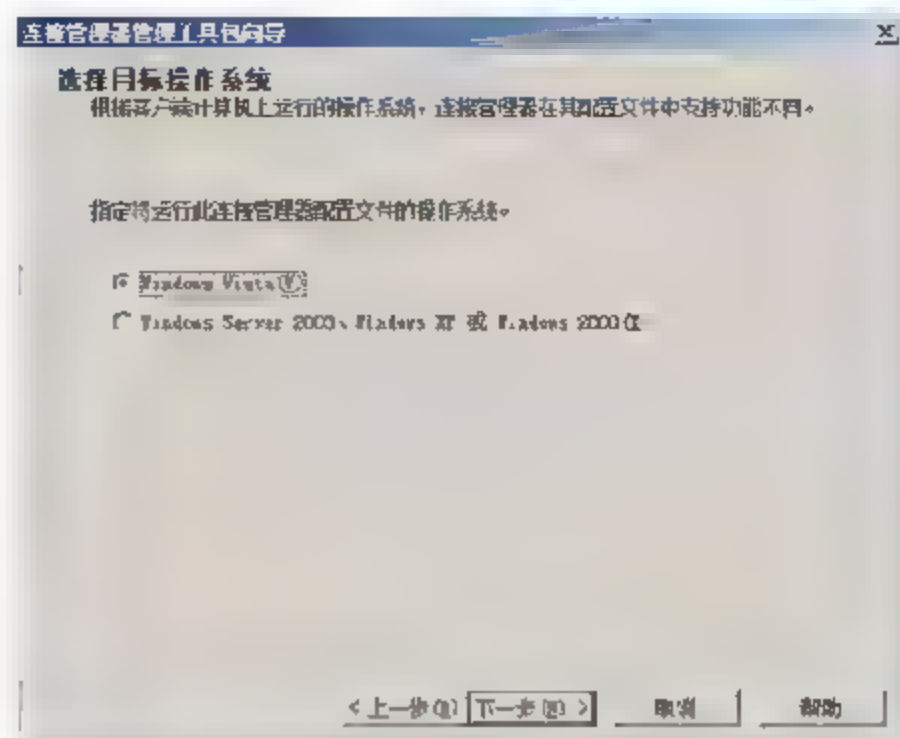 连接管理器管理工具包向导
选择目标操作系统
根据客户端计算机上运行的操作系统，连接管理器在其配置文件中支持功能不同。
指定将运行此连接管理器配置文件的操作系统。
Windows Vista(V)
Windows Server 2003、Windows XP 或 Windows 2000
< 上一步(B)
下一步(N) >
取消
帮助